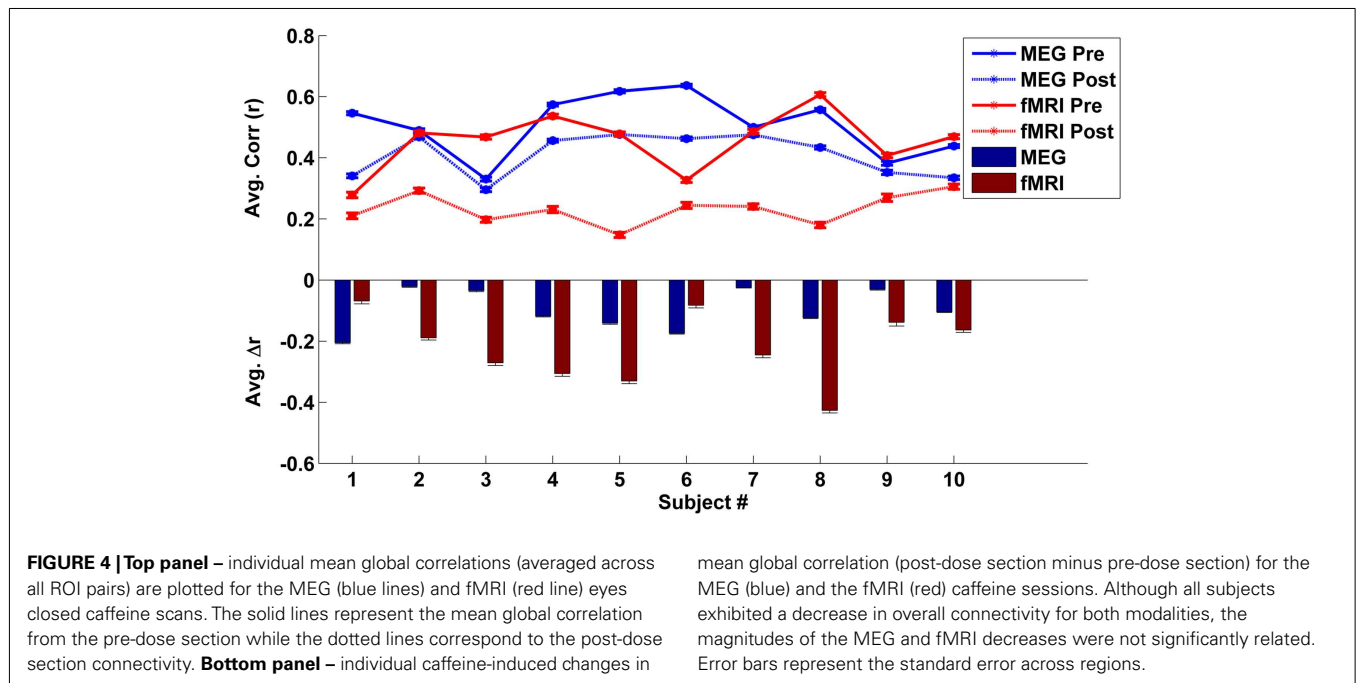 0.8
0.6
0.4
0.2
0
-0.2
-0.4
-0.6
Avg. Corr (r)
Avg. Δr
MEG Pre
MEG Post
fMRI Pre
fMRI Post
MEG
fMRI
1 2 3 4 5 6 7 8 9 10
Subject #
FIGURE 4 | Top panel – individual mean global correlations (averaged across
all ROI pairs) are plotted for the MEG (blue lines) and fMRI (red line) eyes
closed caffeine scans. The solid lines represent the mean global correlation
from the pre-dose section while the dotted lines correspond to the post-dose
section connectivity. Bottom panel – individual caffeine-induced changes in
mean global correlation (post-dose section minus pre-dose section) for the
MEG (blue) and the fMRI (red) caffeine sessions. Although all subjects
exhibited a decrease in overall connectivity for both modalities, the
magnitudes of the MEG and fMRI decreases were not significantly related.
Error bars represent the standard error across regions.